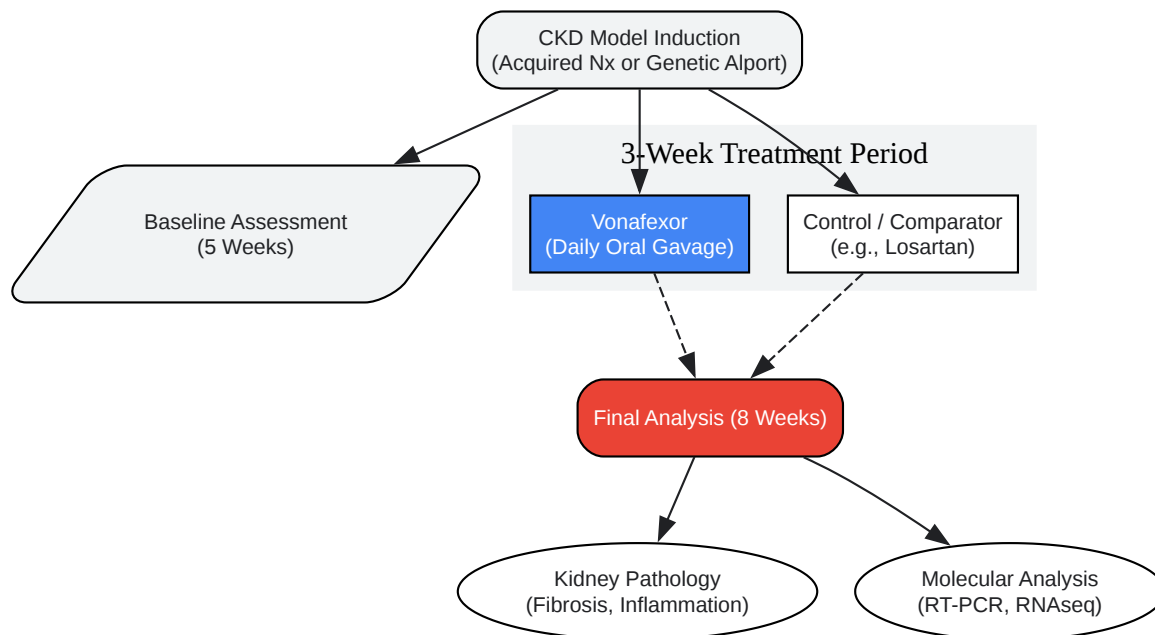 CKD Model Induction
(Acquired Nx or Genetic Alport)
3-Week Treatment Period
Baseline Assessment
(5 Weeks)
Vonafexor
(Daily Oral Gavage)
Control / Comparator
(e.g., Losartan)
Final Analysis (8 Weeks)
Kidney Pathology
(Fibrosis, Inflammation)
Molecular Analysis
(RT-PCR, RNAseq)